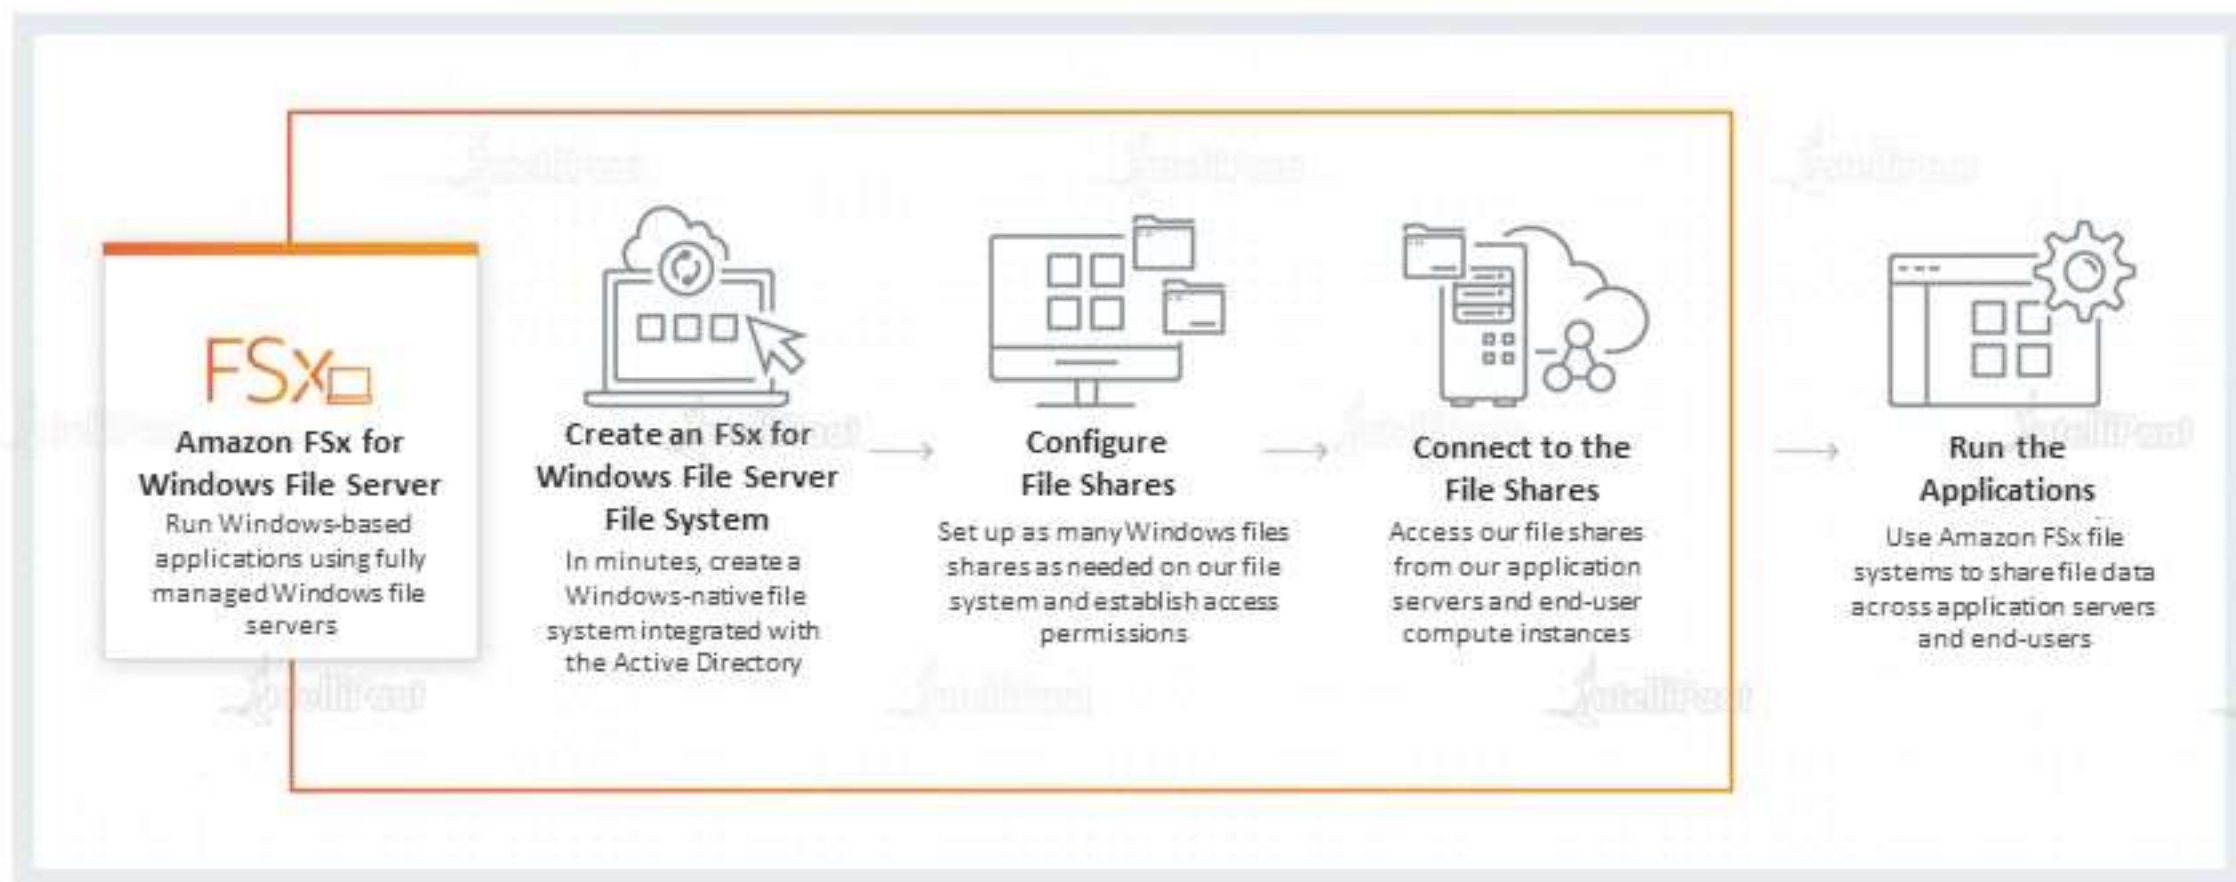 FSx
Amazon FSx for
Windows File Server
Run Windows-based
applications using fully
managed Windows file
servers
Create an FSx for
Windows File Server
File System
In minutes, create a
Windows-native file
system integrated with
the Active Directory
Configure
File Shares
Set up as many Windows files
shares as needed on our file
system and establish access
permissions
Connect to the
File Shares
Access our file shares
from our application
servers and end-user
compute instances
Run the
Applications
Use Amazon FSx file
systems to share file data
across application servers
and end-users